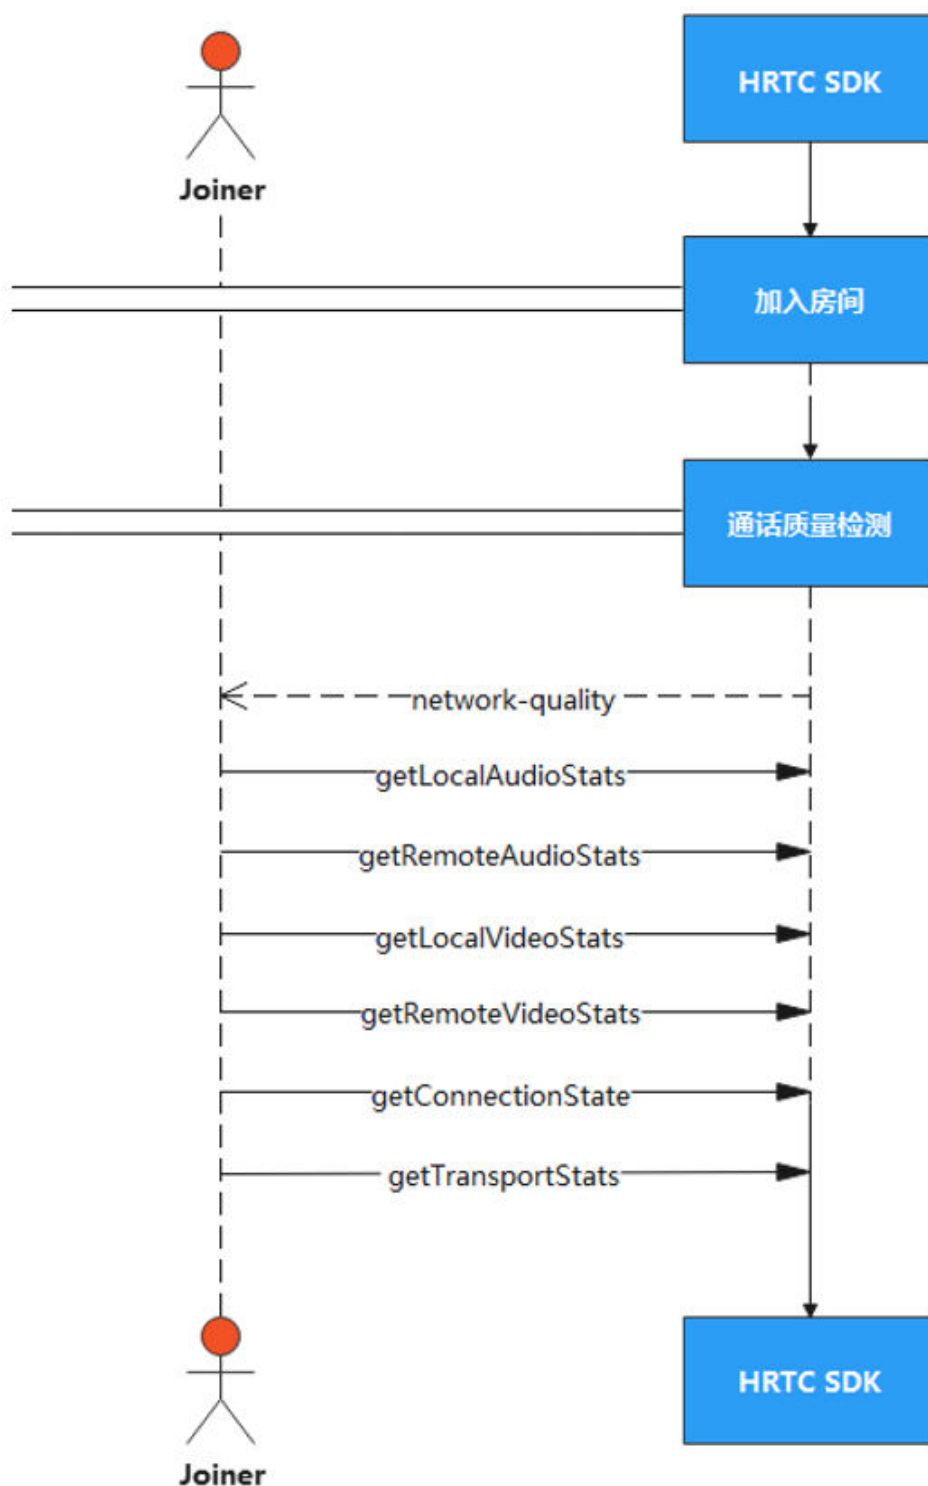 HRTC SDK
Joiner
加入房间
通话质量检测
network-quality
getLocalAudioStats
getRemoteAudioStats
getLocalVideoStats
getRemoteVideoStats
getConnectionState
getTransportStats
HRTC SDK
Joiner